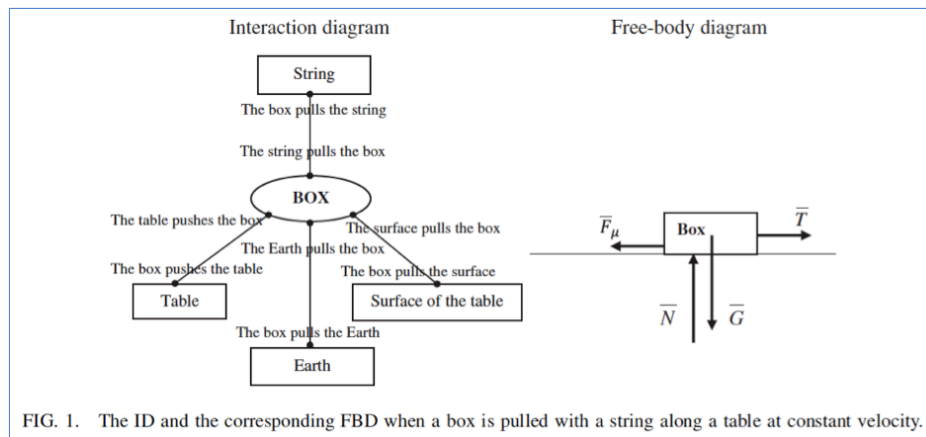 Interaction diagram
Free-body diagram
String
The box pulls the string
The string pulls the box
BOX
The table pushes the box
The surface pulls the box
The Earth pulls the box
The box pushes the table
The box pulls the surface
Table
Surface of the table
The box pulls the Earth
Earth
F̅μ
Box
T̅
N̅
G̅
FIG. 1. The ID and the corresponding FBD when a box is pulled with a string along a table at constant velocity.